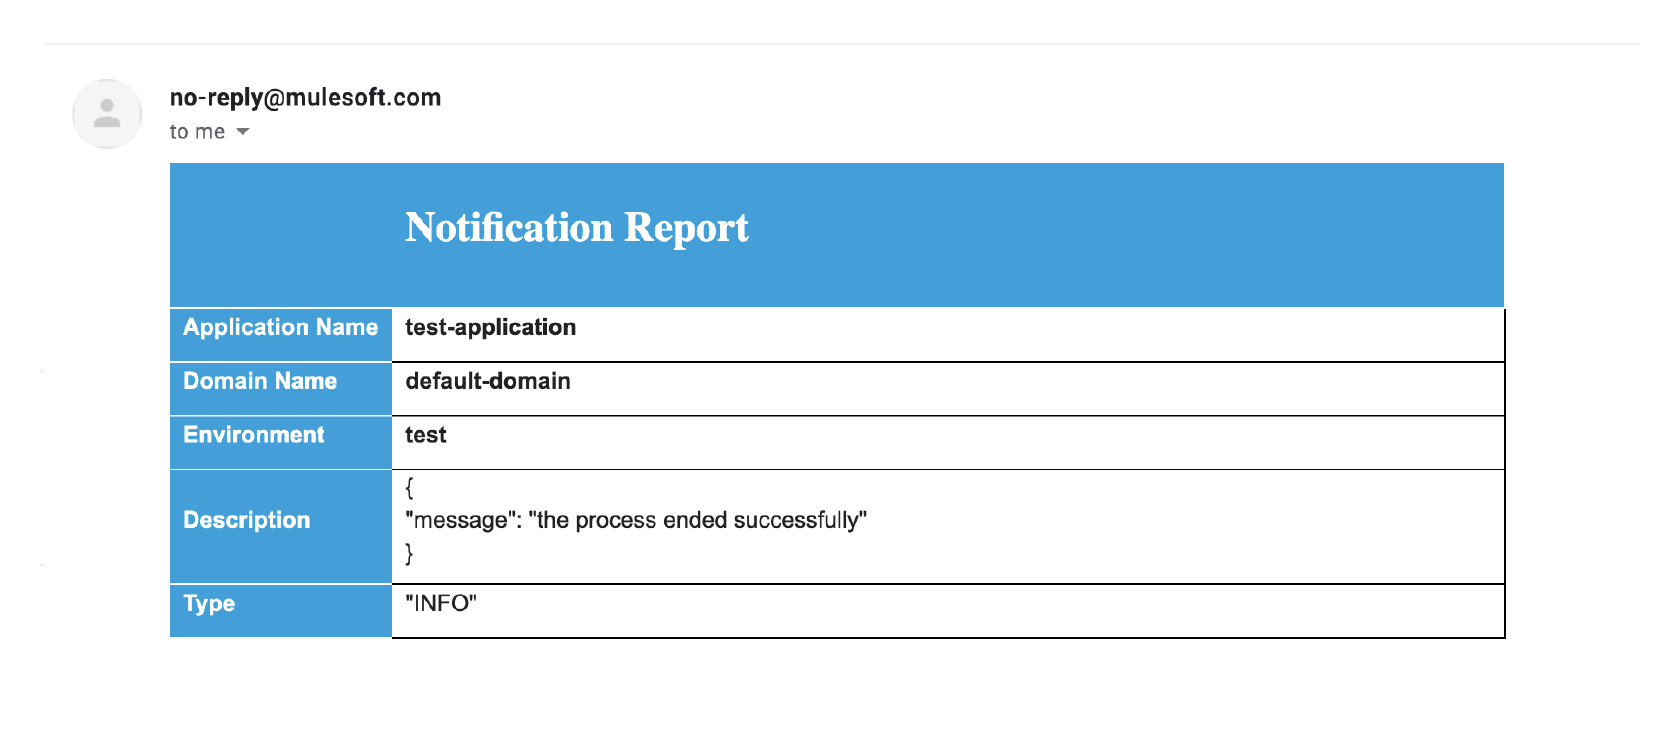 no-reply@mulesoft.com
to me
Notification Report
Application Name test-application
Domain Name default-domain
Environment test
{
Description "message": "the process ended successfully"
}
Type "INFO"